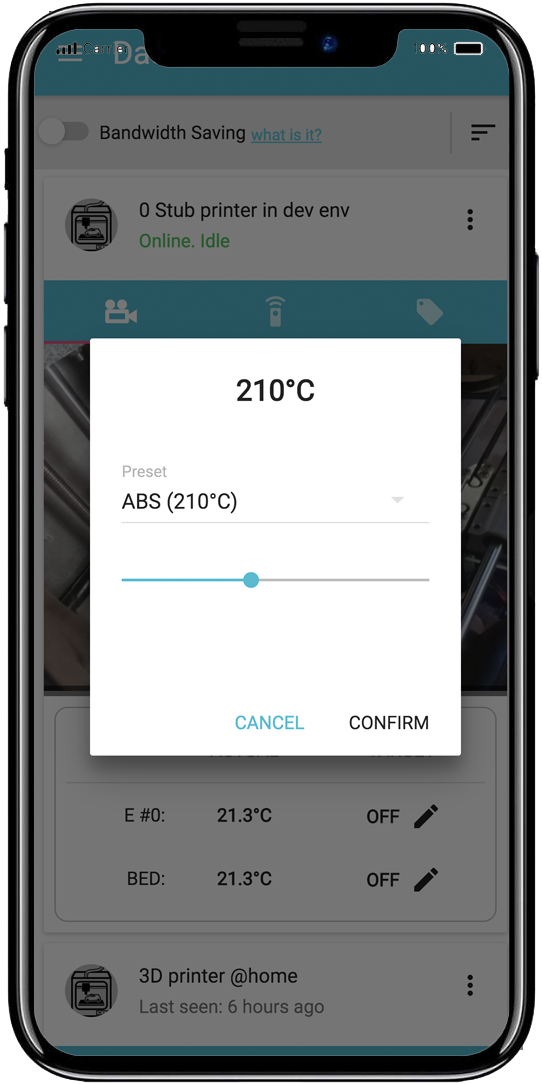 Carrier
Da
100%
Bandwidth Saving what is it?
0 Stub printer in dev env
Online. Idle
210°C
Preset
ABS (210°C)
CANCEL CONFIRM
E #0: 21.3°C OFF
BED: 21.3°C OFF
3D printer @home
Last seen: 6 hours ago